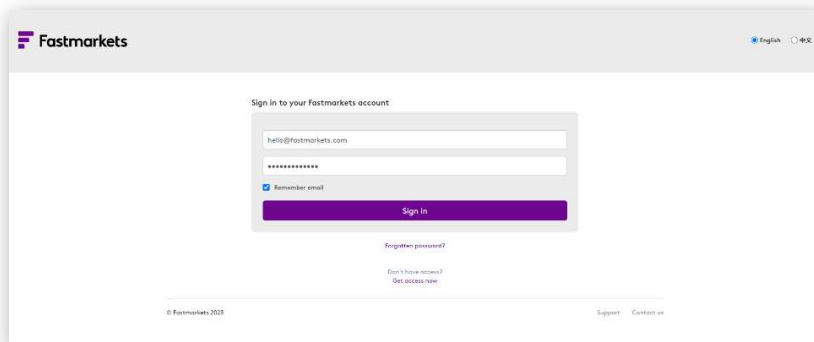 Fastmarkets
English 中文
Sign in to your Fastmarkets account
hello@fastmarkets.com
•••••••••••••
Remember email
Sign in
Forgotten password?
Don't have access?
Get access now
© Fastmarkets 2023 Support Contact us